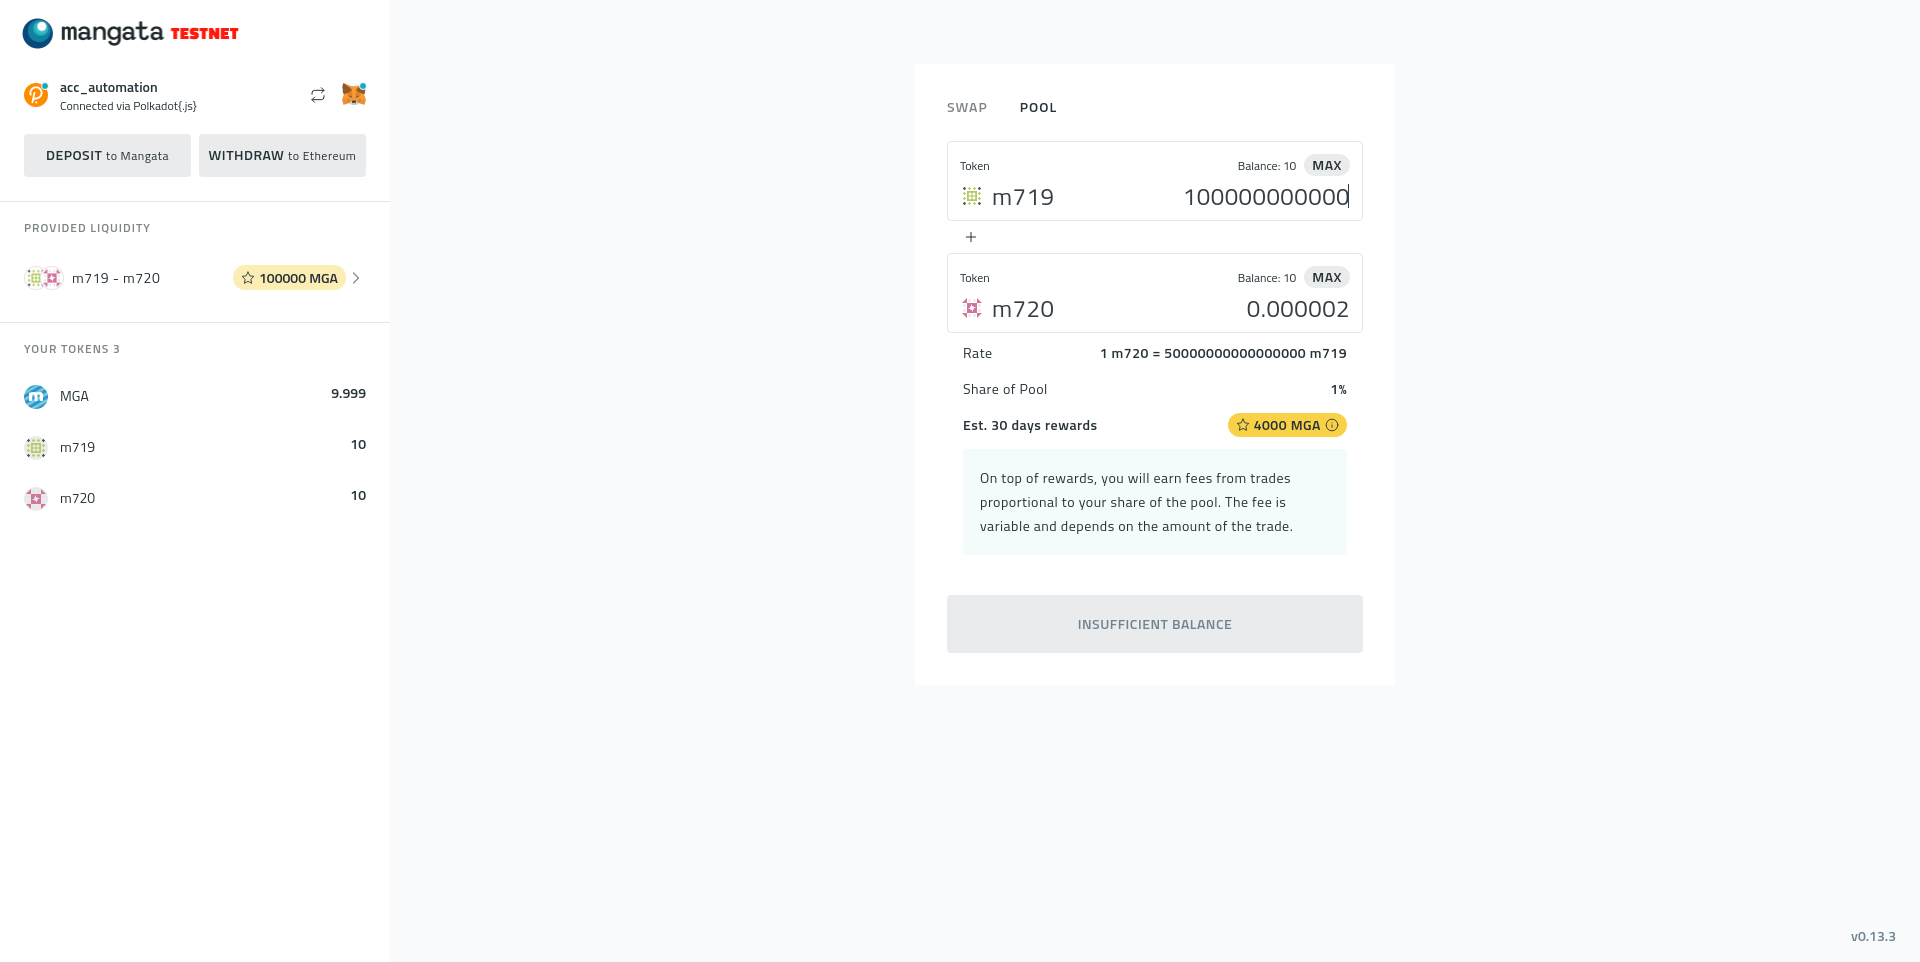 mangata TESTNET
acc_automation
Connected via Polkadot{.js}
DEPOSIT to Mangata
WITHDRAW to Ethereum
PROVIDED LIQUIDITY
m719 - m720
100000 MGA
YOUR TOKENS 3
MGA
9.999
m719
10
m720
10
SWAP
POOL
Token
Balance: 10
MAX
m719
100000000000
+
Token
Balance: 10
MAX
m720
0.000002
Rate
1 m720 = 50000000000000000 m719
Share of Pool
1%
Est. 30 days rewards
4000 MGA
On top of rewards, you will earn fees from trades
proportional to your share of the pool. The fee is
variable and depends on the amount of the trade.
INSUFFICIENT BALANCE
v0.13.3